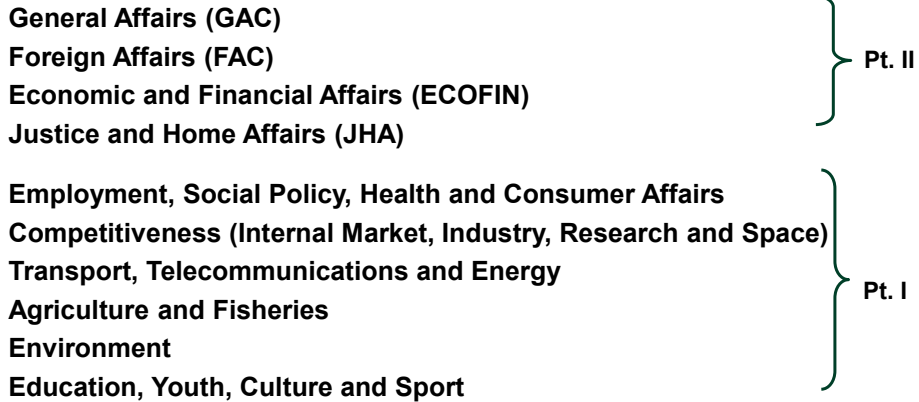 General Affairs (GAC)
Foreign Affairs (FAC)
Economic and Financial Affairs (ECOFIN)
Justice and Home Affairs (JHA)
Pt. II
Employment, Social Policy, Health and Consumer Affairs
Competitiveness (Internal Market, Industry, Research and Space)
Transport, Telecommunications and Energy
Agriculture and Fisheries
Environment
Education, Youth, Culture and Sport
Pt. I